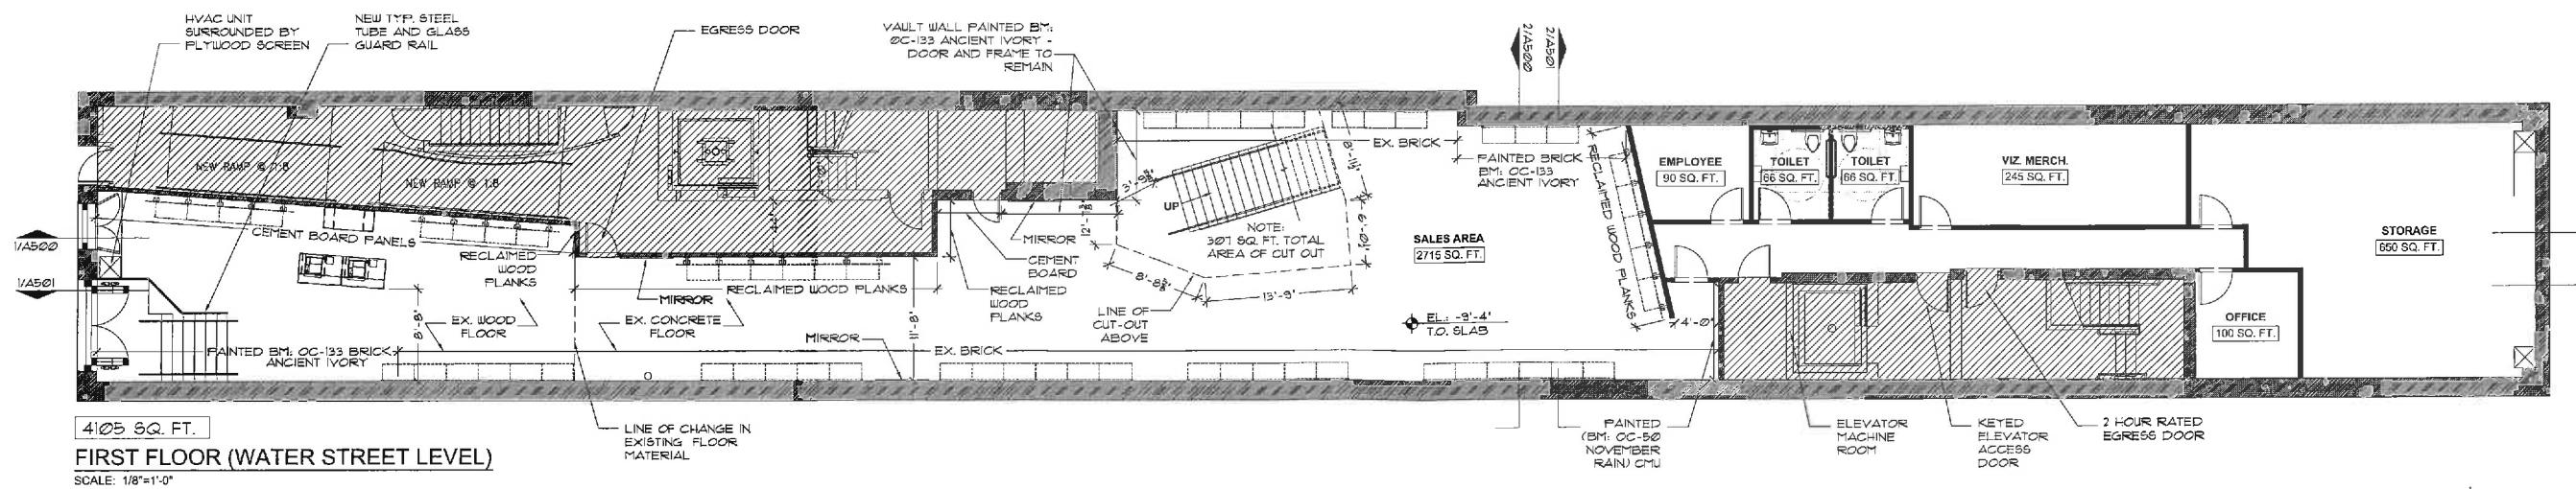 HVAC UNIT
SURROUNDED BY
PLYWOOD SCREEN
NEW TYP. STEEL
TUBE AND GLASS
GUARD RAIL
EGRESS DOOR
VAULT WALL PAINTED BM:
OC-133 ANCIENT IVORY -
DOOR AND FRAME TO
REMAIN
2/A500
2/A501
NEW RAMP @ 1:8
NEW RAMP @ 1:8
CEMENT BOARD PANELS
1/A500
1/A501
RECLAIMED
WOOD
PLANKS
MIRROR
RECLAIMED WOOD PLANKS
EX. WOOD
FLOOR
EX. CONCRETE
FLOOR
8'-8"
11'-8"
PAINTED BM: OC-133 BRICK
ANCIENT IVORY
MIRROR
EX. BRICK
MIRROR
CEMENT
BOARD
RECLAIMED
WOOD
PLANKS
UP
NOTE:
307 SQ. FT. TOTAL
AREA OF CUT OUT
13'-9"
LINE OF
CUT-OUT
ABOVE
EX. BRICK
PAINTED BRICK
BM: OC-133
ANCIENT IVORY
RECLAIMED WOOD PLANKS
SALES AREA
2715 SQ. FT.
EL.: -9'-4"
T.O. SLAB
4'-0"
EMPLOYEE
90 SQ. FT.
TOILET
66 SQ. FT.
TOILET
66 SQ. FT.
VIZ. MERCH.
245 SQ. FT.
STORAGE
650 SQ. FT.
OFFICE
100 SQ. FT.
4105 SQ. FT.
FIRST FLOOR (WATER STREET LEVEL)
SCALE: 1/8"=1'-0"
LINE OF CHANGE IN
EXISTING FLOOR
MATERIAL
PAINTED
(BM: OC-50
NOVEMBER
RAIN) CMU
ELEVATOR
MACHINE
ROOM
KEYED
ELEVATOR
ACCESS
DOOR
2 HOUR RATED
EGRESS DOOR